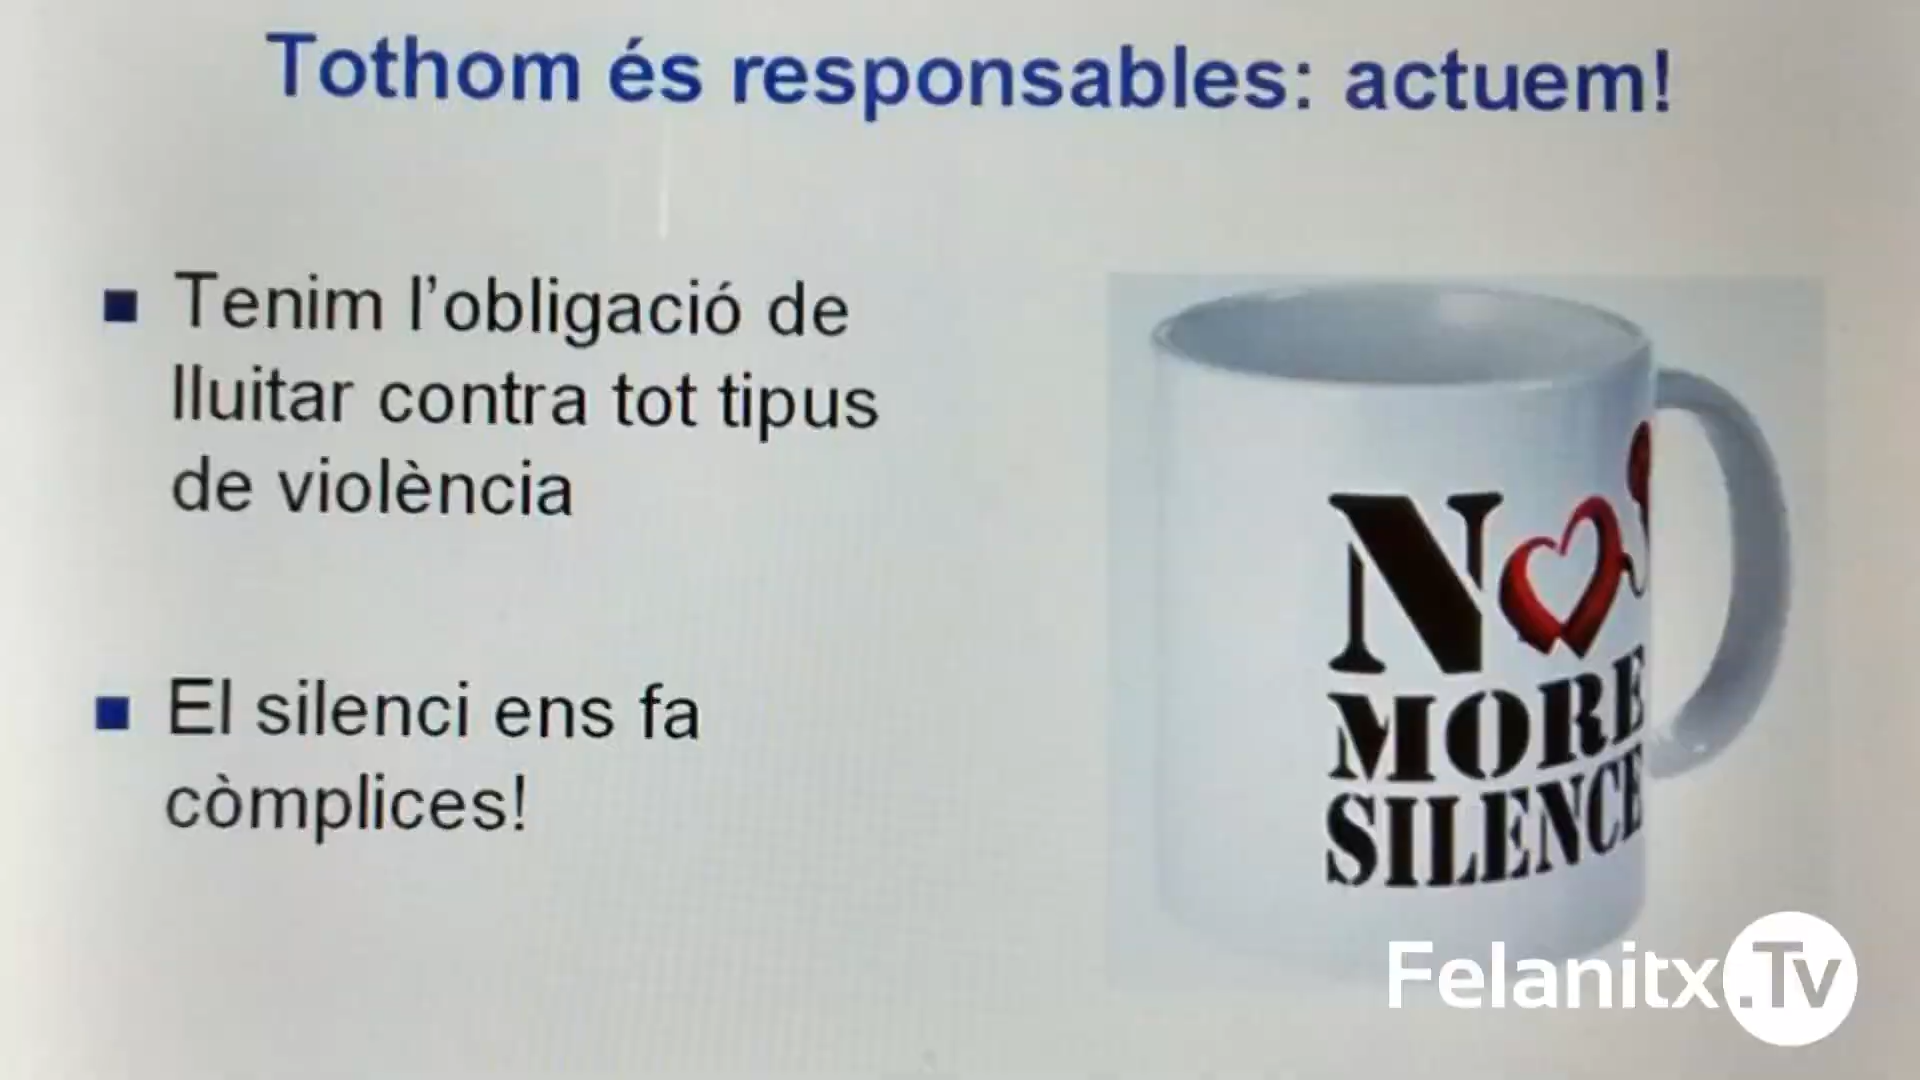 Tothom és responsables: actuem!
Tenim l'obligació de
lluitar contra tot tipus
de violència
El silenci ens fa
còmplices!
NO
MORE
SILENCE
Felanitx.Tv